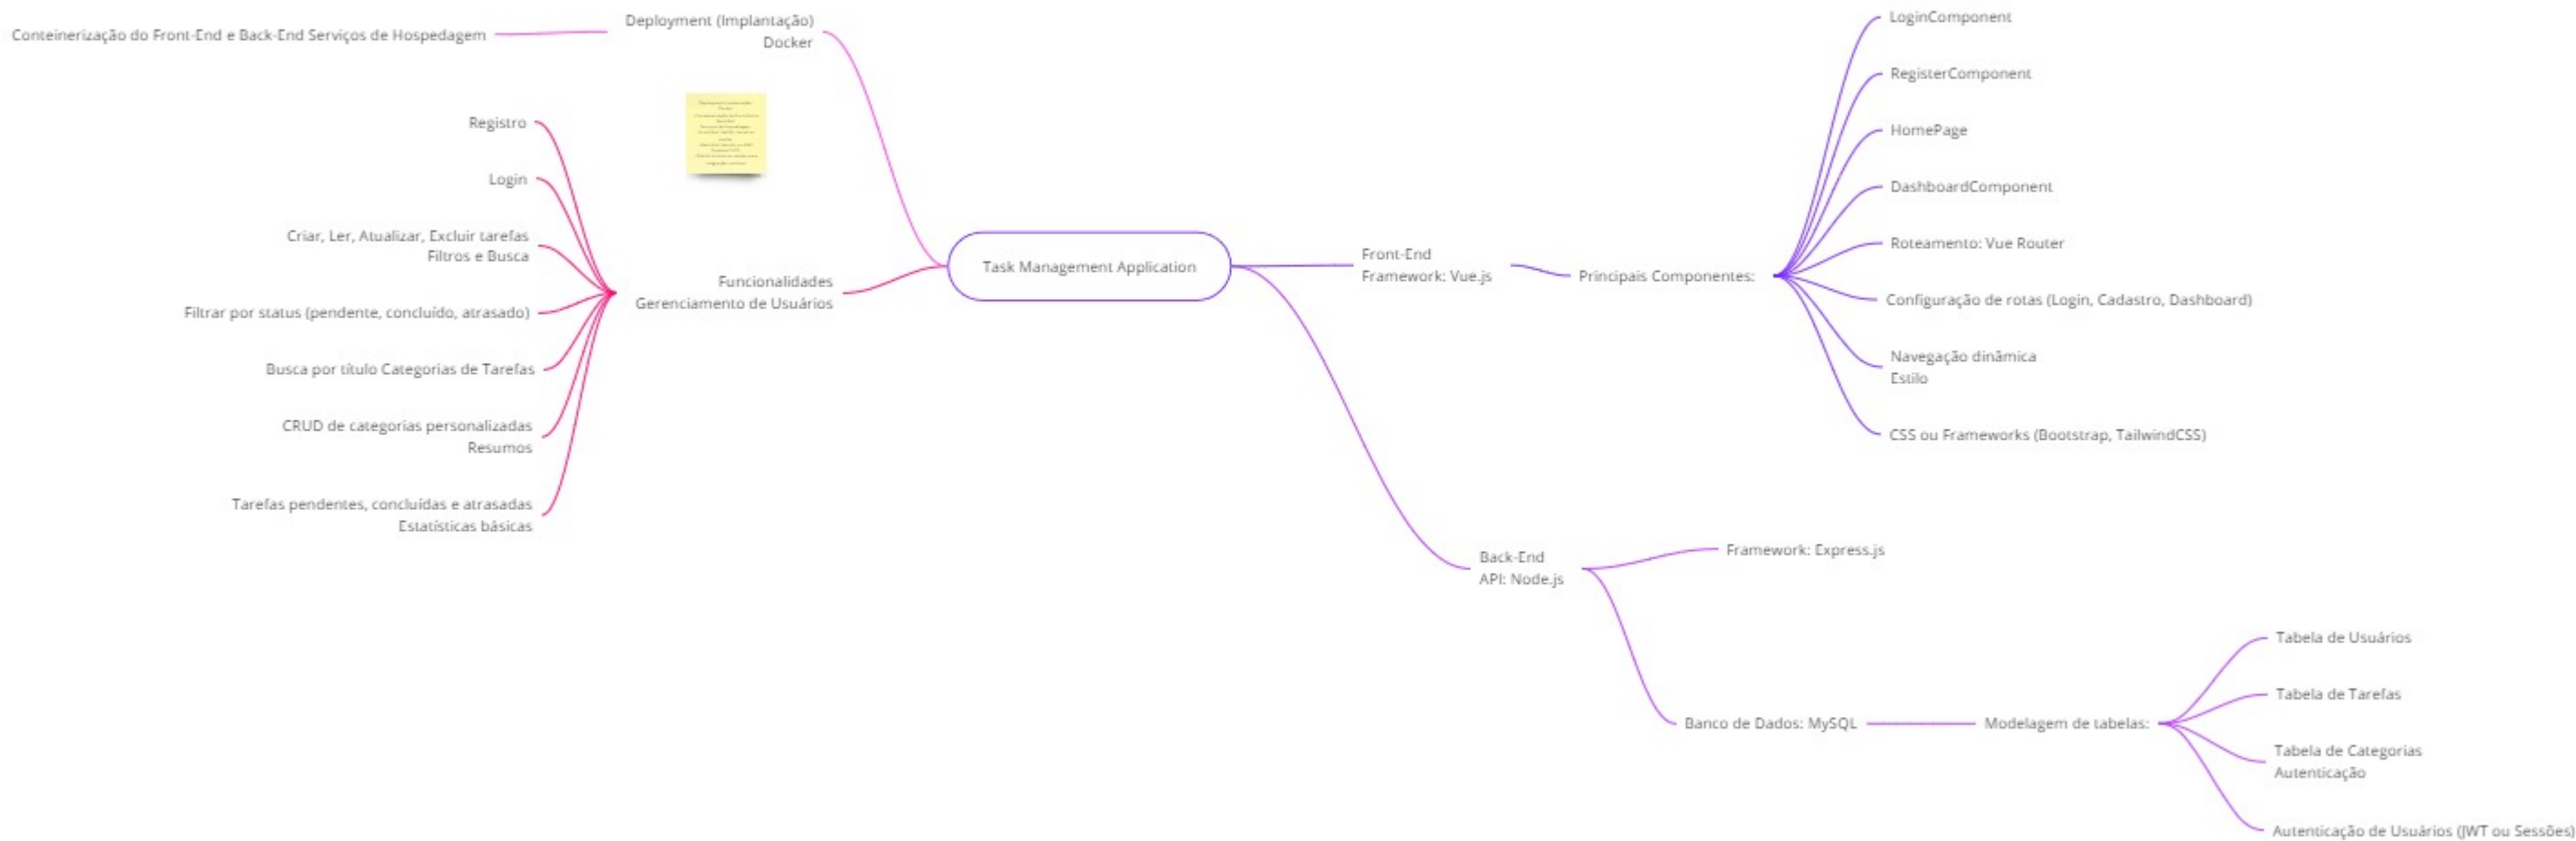 Conteinerização do Front-End e Back-End Serviços de Hospedagem
Deployment (Implantação)
Docker
Registro
Login
Criar, Ler, Atualizar, Excluir tarefas
Filtros e Busca
Filtrar por status (pendente, concluído, atrasado)
Busca por título Categorias de Tarefas
CRUD de categorias personalizadas
Resumos
Tarefas pendentes, concluídas e atrasadas
Estatísticas básicas
Funcionalidades
Gerenciamento de Usuários
Task Management Application
Front-End
Framework: Vue.js
Principais Componentes:
LoginComponent
RegisterComponent
HomePage
DashboardComponent
Roteamento: Vue Router
Configuração de rotas (Login, Cadastro, Dashboard)
Navegação dinâmica
Estilo
CSS ou Frameworks (Bootstrap, TailwindCSS)
Back-End
API: Node.js
Framework: Express.js
Banco de Dados: MySQL
Modelagem de tabelas:
Tabela de Usuários
Tabela de Tarefas
Tabela de Categorias
Autenticação
Autenticação de Usuários (JWT ou Sessões)